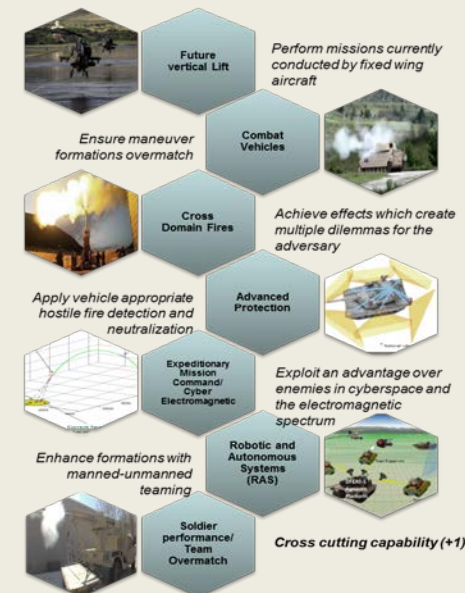 Future
vertical Lift
Perform missions currently
conducted by fixed wing
aircraft
Ensure maneuver
formations overmatch
Combat
Vehicles
Cross
Domain Fires
Achieve effects which create
multiple dilemmas for the
adversary
Apply vehicle appropriate
hostile fire detection and
neutralization
Advanced
Protection
Expeditionary
Mission
Command/
Cyber
Electromagnetic
Exploit an advantage over
enemies in cyberspace and
the electromagnetic
spectrum
Enhance formations with
manned-unmanned
teaming
Robotic and
Autonomous
Systems
(RAS)
Soldier
performance/
Team
Overmatch
Cross cutting capability (+1)